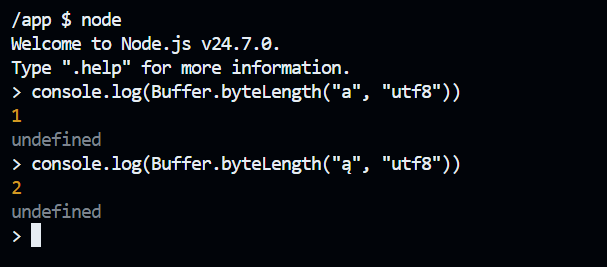 /app $ node
Welcome to Node.js v24.7.0.
Type ".help" for more information.
> console.log(Buffer.byteLength("a", "utf8"))
1
undefined
> console.log(Buffer.byteLength("ą", "utf8"))
2
undefined
>